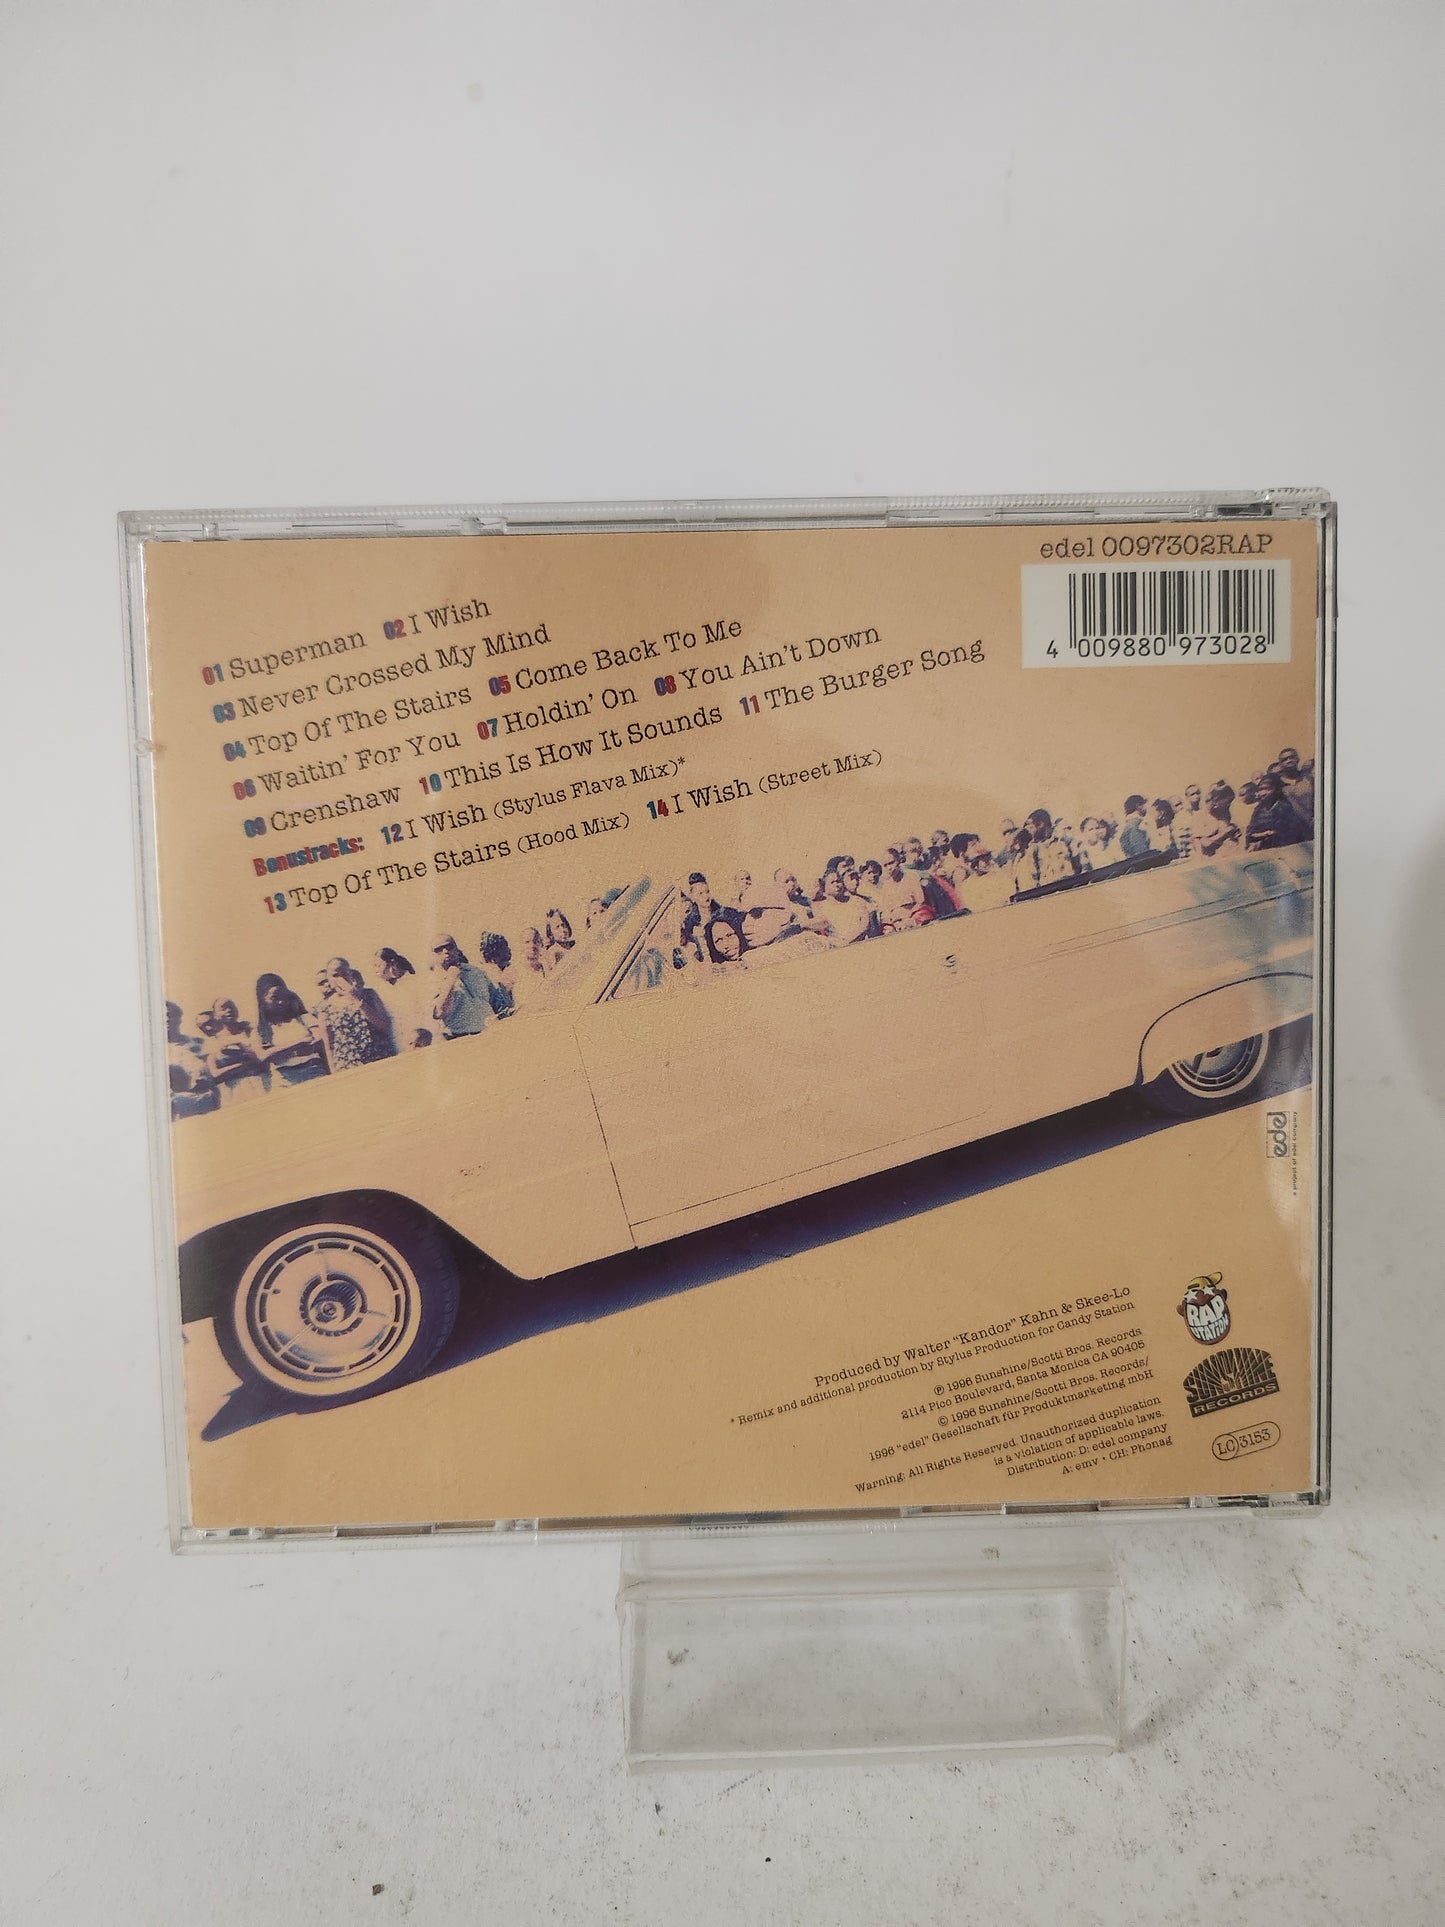 edel 0097302RAP
4 009880 973028
01 Superman 02 I Wish
03 Never Crossed My Mind
04 Top Of The Stairs 05 Come Back To Me
06 Waitin' For You 07 Holdin' On 08 You Ain't Down
09 Crenshaw 10 This Is How It Sounds 11 The Burger Song
Bonustracks: 12 I Wish (Stylus Flava Mix)*
13 Top Of The Stairs (Hood Mix) 14 I Wish (Street Mix)
edel
a project of edel company
Produced by Walter "Kandor" Kahn & Skee-Lo
* Remix and additional production by Stylus Production for Candy Station
℗ 1996 Sunshine/Scotti Bros. Records
2114 Pico Boulevard, Santa Monica CA 90405
© 1996 Sunshine/Scotti Bros. Records/
1996 "edel" Gesellschaft für Produktmarketing mbH
Warning: All Rights Reserved. Unauthorized duplication
is a violation of applicable laws.
Distribution: D: edel company
A: emv • CH: Phonag
RAP
STATION
SUNSHINE
RECORDS
LC 3153